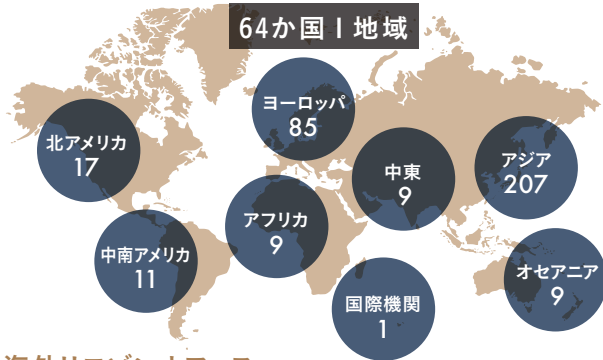 64か国|地域
ヨーロッパ
85
北アメリカ
17
中東
9
アジア
207
アフリカ
9
中南アメリカ
11
オセアニア
9
国際機関
1